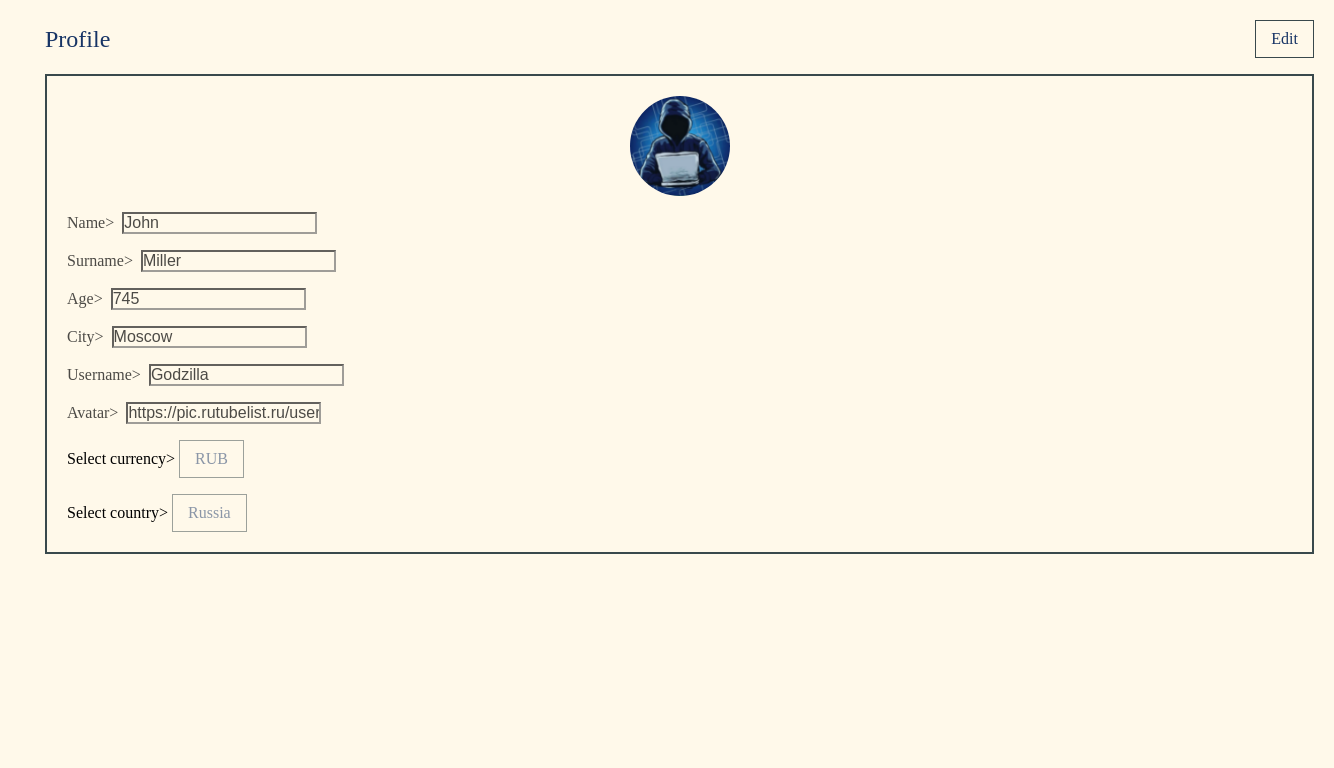 Profile
Edit
Name> John
Surname> Miller
Age> 745
City> Moscow
Username> Godzilla
Avatar> https://pic.rutubelist.ru/user
Select currency> RUB
Select country> Russia